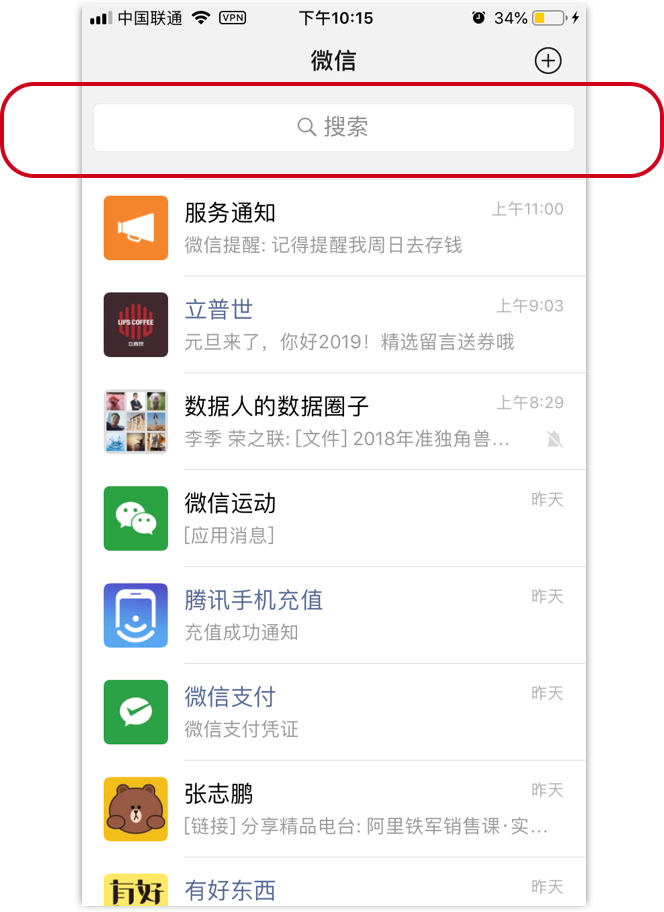 中国联通 VPN 下午10:15 34%
微信
搜索
服务通知 上午11:00
微信提醒: 记得提醒我周日去存钱
立普世 上午9:03
LIPS COFFEE
立普世
元旦来了，你好2019！精选留言送券哦
数据人的数据圈子 上午8:29
李季 荣之联: [文件] 2018年准独角兽...
微信运动 昨天
[应用消息]
腾讯手机充值 昨天
充值成功通知
微信支付 昨天
微信支付凭证
张志鹏 昨天
[链接] 分享精品电台: 阿里铁军销售课·实...
有好 有好东西 昨天